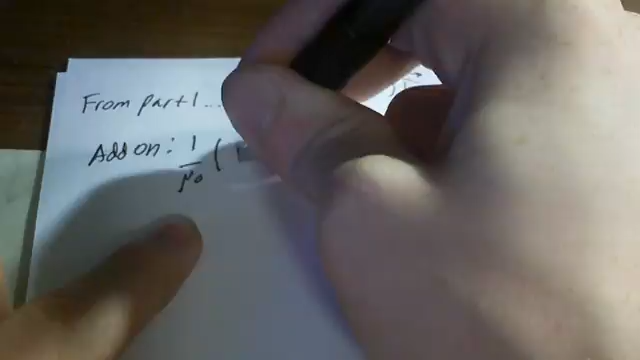 From part 1...
Add on: 1/μ₀ (